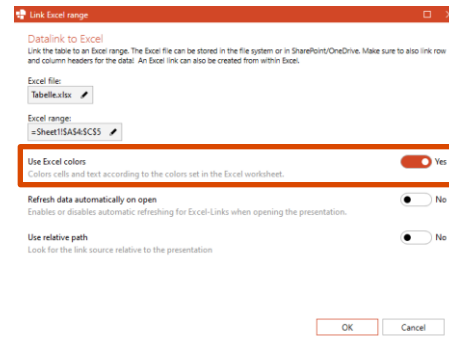 Link Excel range
Datalink to Excel
Link the table to an Excel range. The Excel file can be stored in the file system or in SharePoint/OneDrive. Make sure to also link row
and column headers for the data! An Excel link can also be created from within Excel.
Excel file:
Tabelle.xlsx
Excel range:
=Sheet1!$A$4:$C$5
Use Excel colors Yes
Colors cells and text according to the colors set in the Excel worksheet.
Refresh data automatically on open No
Enables or disables automatic refreshing for Excel-Links when opening the presentation.
Use relative path No
Look for the link source relative to the presentation
OK Cancel